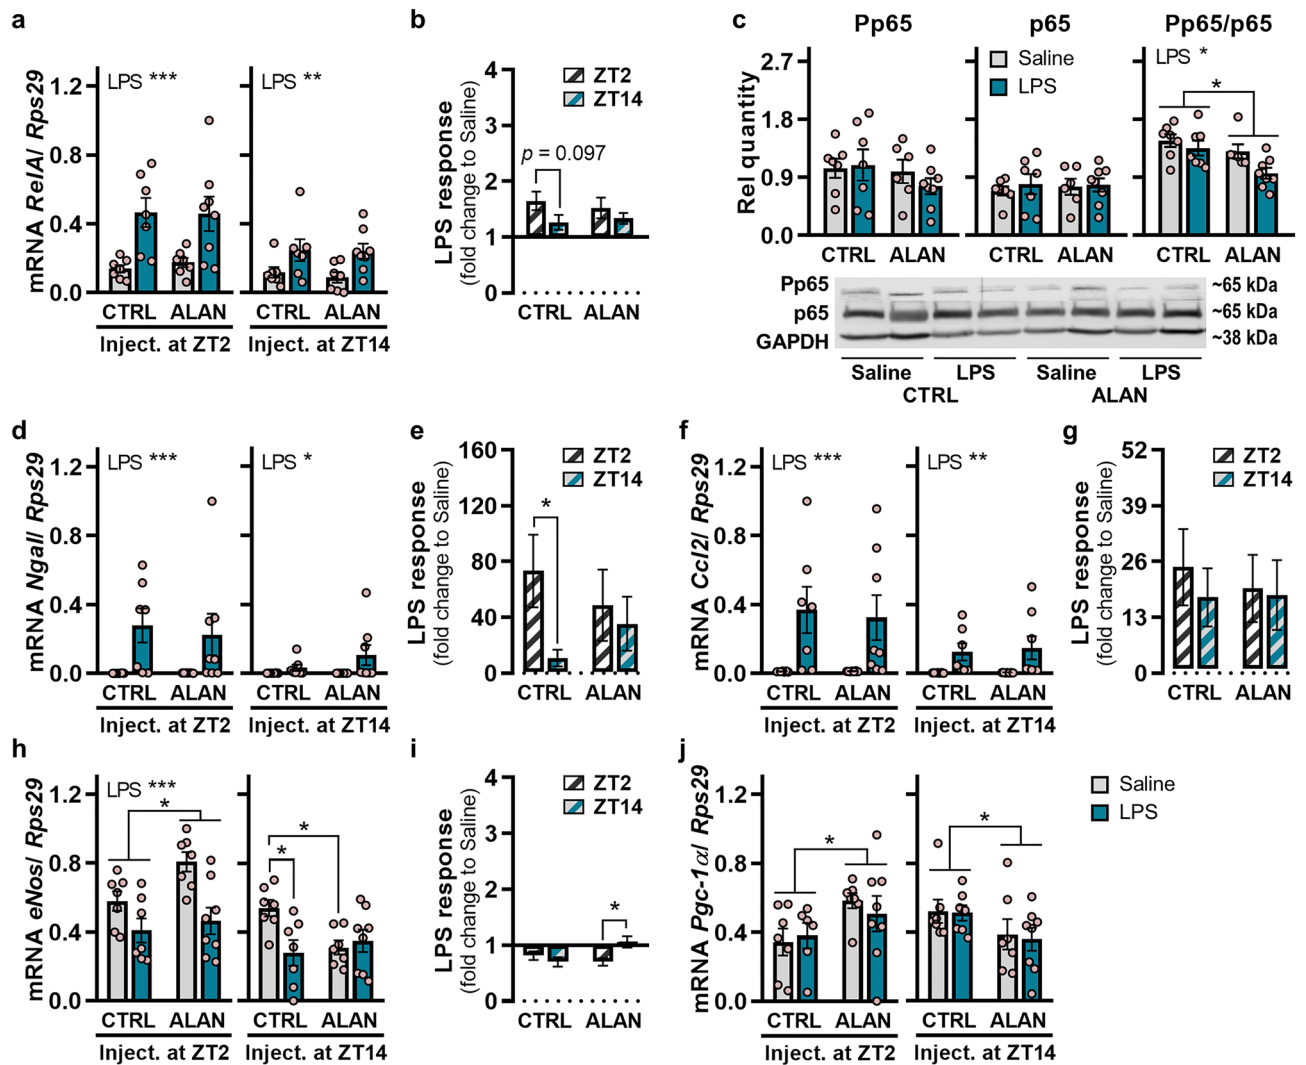 a
mRNA RelA/ Rps29
1.2
0.8
0.4
0.0
LPS ***
LPS **
CTRL ALAN
CTRL ALAN
Inject. at ZT2
Inject. at ZT14
b
LPS response
(fold change to Saline)
4
3
2
1
0
ZT2
ZT14
p = 0.097
CTRL ALAN
c
Pp65
p65
Pp65/p65
Rel quantity
2.7
1.8
0.9
0.0
Saline
LPS
LPS *
*
CTRL ALAN
CTRL ALAN
CTRL ALAN
Pp65
~65 kDa
p65
~65 kDa
GAPDH
~38 kDa
Saline LPS Saline LPS
CTRL ALAN
d
mRNA Ngal/ Rps29
1.2
0.8
0.4
0.0
LPS ***
LPS *
CTRL ALAN
CTRL ALAN
Inject. at ZT2
Inject. at ZT14
e
LPS response
(fold change to Saline)
160
120
80
40
0
ZT2
ZT14
*
CTRL ALAN
f
mRNA Ccl2/ Rps29
1.2
0.8
0.4
0.0
LPS ***
LPS **
CTRL ALAN
CTRL ALAN
Inject. at ZT2
Inject. at ZT14
g
LPS response
(fold change to Saline)
52
39
26
13
0
ZT2
ZT14
CTRL ALAN
h
mRNA eNos/ Rps29
1.2
0.8
0.4
0.0
LPS ***
*
*
*
CTRL ALAN
CTRL ALAN
Inject. at ZT2
Inject. at ZT14
i
LPS response
(fold change to Saline)
4
3
2
1
0
ZT2
ZT14
*
CTRL ALAN
j
mRNA Pgc-1α/ Rps29
1.2
0.8
0.4
0.0
*
*
CTRL ALAN
CTRL ALAN
Inject. at ZT2
Inject. at ZT14
Saline
LPS